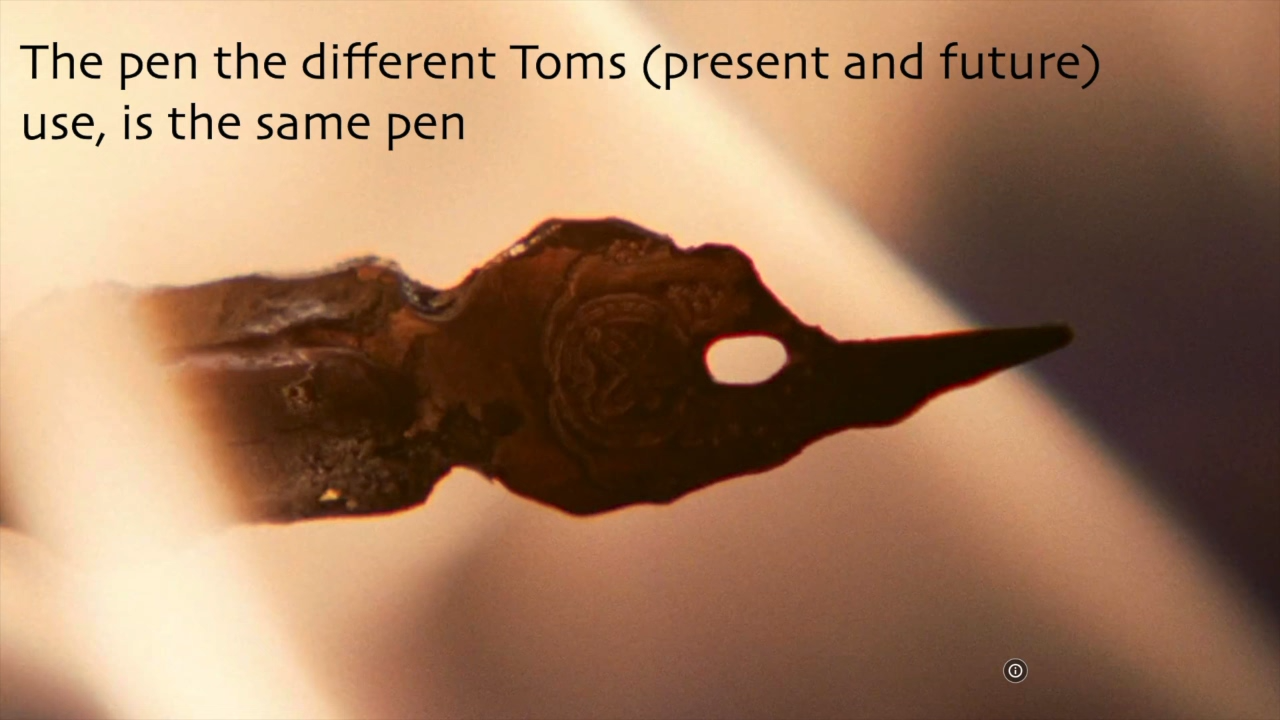 The pen the different Toms (present and future)
use, is the same pen